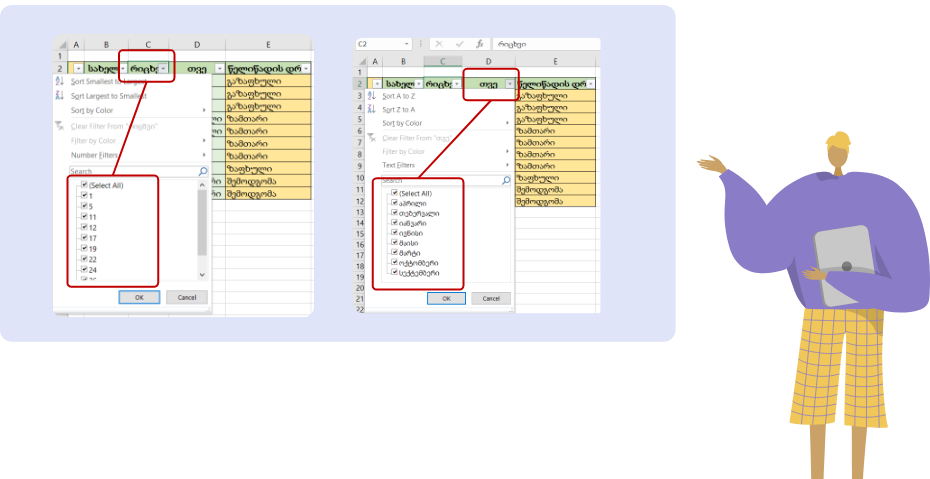 A B C D E
1
2 სახელ რიცხვ თვე წელიწადის დრ
Sort Smallest to Largest გაზაფხული
Sort Largest to Smallest გაზაფხული
Sort by Color გაზაფხული
Clear Filter From "რიცხვი" ზამთარი
Filter by Color ზამთარი
Number Filters ზამთარი
ზამთარი
Search ზაფხული
(Select All) შემოდგომა
1 შემოდგომა
5
11
12
17
19
22
24
OK Cancel
C2 fx რიცხვი
A B C D E
1
2 სახელ რიცხვ თვე წელიწადის დრ
3 Sort A to Z გაზაფხული
4 Sort Z to A გაზაფხული
5 Sort by Color გაზაფხული
6 ზამთარი
7 Clear Filter From "თვე" ზამთარი
8 Filter by Color ზამთარი
9 Text Filters ზამთარი
10 Search ზაფხული
11 (Select All) შემოდგომა
12 აპრილი შემოდგომა
13 თებერვალი
14 იანვარი
15 ივნისი
16 მაისი
17 მარტი
18 ოქტომბერი
19 სექტემბერი
20
21 OK Cancel
22